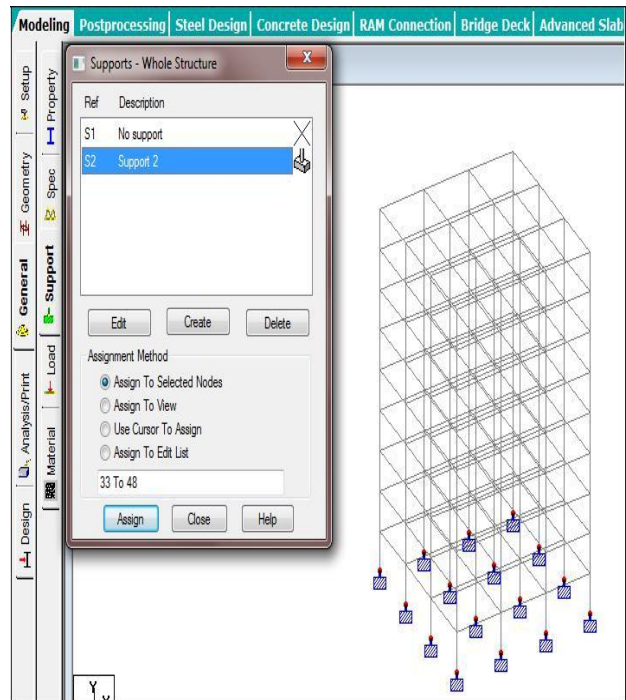 Modeling Postprocessing Steel Design Concrete Design RAM Connection Bridge Deck Advanced Slab
Setup
Geometry
General
Analysis/Print
Design
Property
Spec
Support
Load
Material
Supports - Whole Structure
X
Ref Description
S1 No support
S2 Support 2
Edit Create Delete
Assignment Method
Assign To Selected Nodes
Assign To View
Use Cursor To Assign
Assign To Edit List
33 To 48
Assign Close Help
Y
X